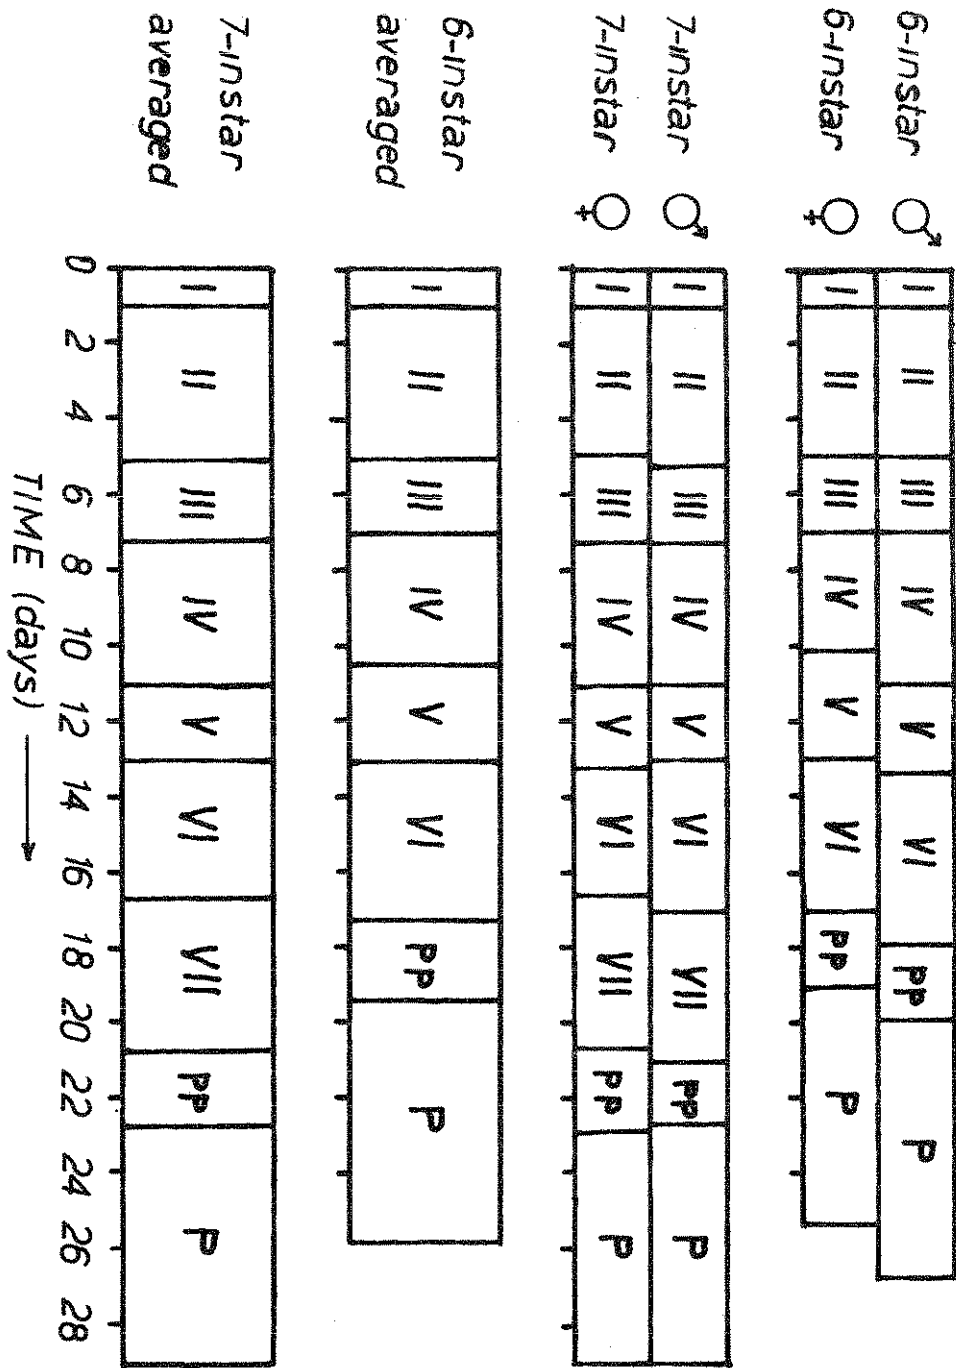 6-instar ♂
I II III IV V VI pp P
6-instar ♀
I II III IV V VI pp P
7-instar ♂
I II III IV V VI VII pp P
7-instar ♀
I II III IV V VI VII pp P
6-instar
averaged
I II III IV V VI pp P
7-instar
averaged
I II III IV V VI VII pp P
0 2 4 6 8 10 12 14 16 18 20 22 24 26 28
TIME (days) →